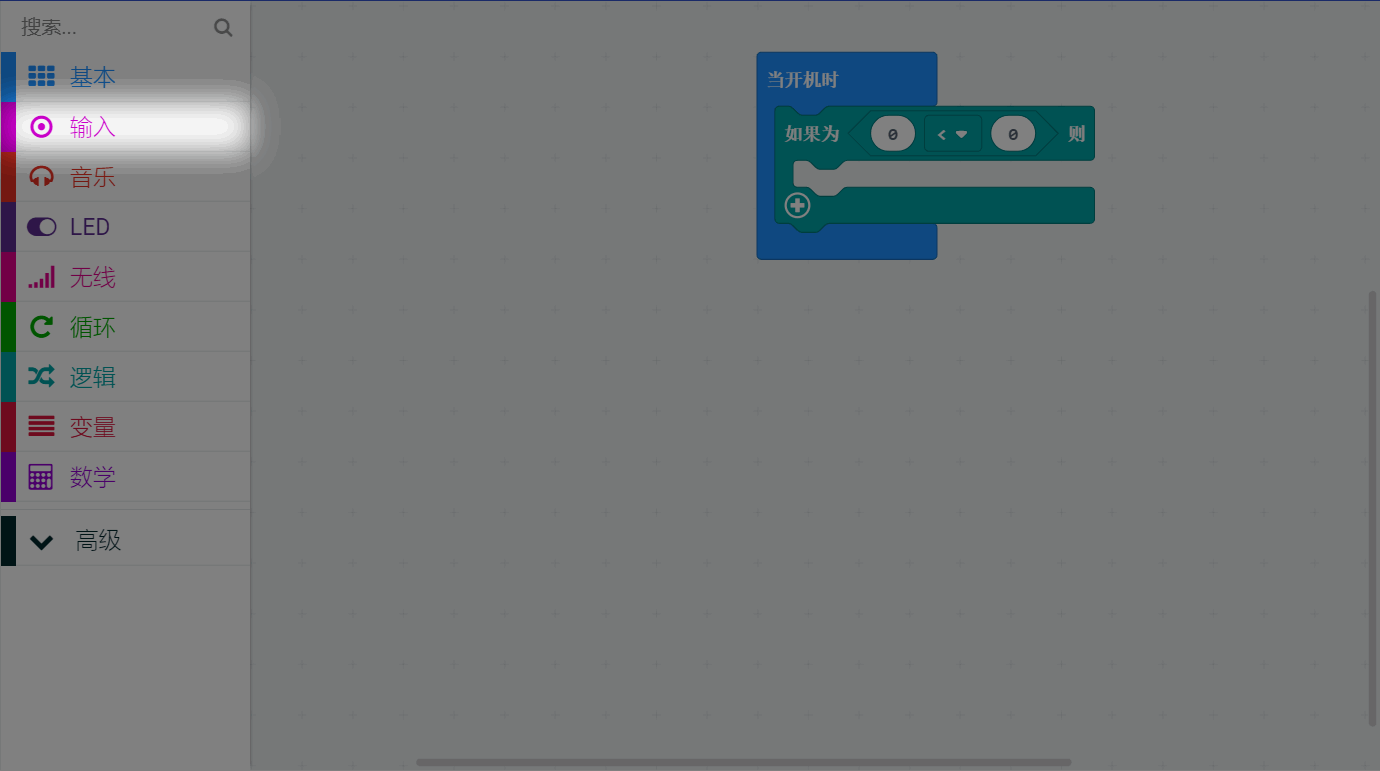 搜索...
基本
输入
音乐
LED
无线
循环
逻辑
变量
数学
高级
当开机时
如果为 0 < 0 则